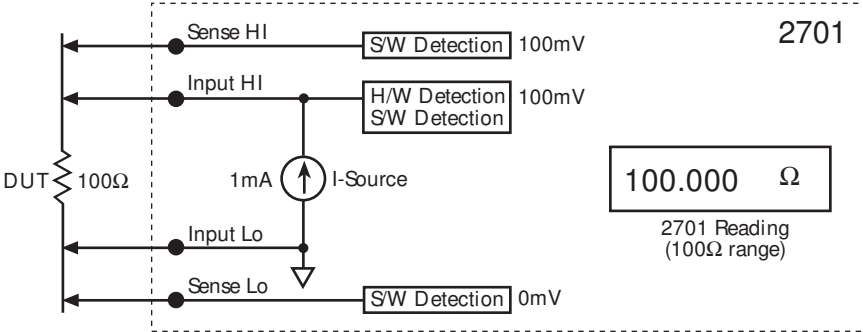 2701
Sense HI
S/W Detection 100mV
Input HI
H/W Detection 100mV
S/W Detection
DUT 100Ω
1mA I-Source
100.000 Ω
2701 Reading
(100Ω range)
Input Lo
Sense Lo
S/W Detection 0mV